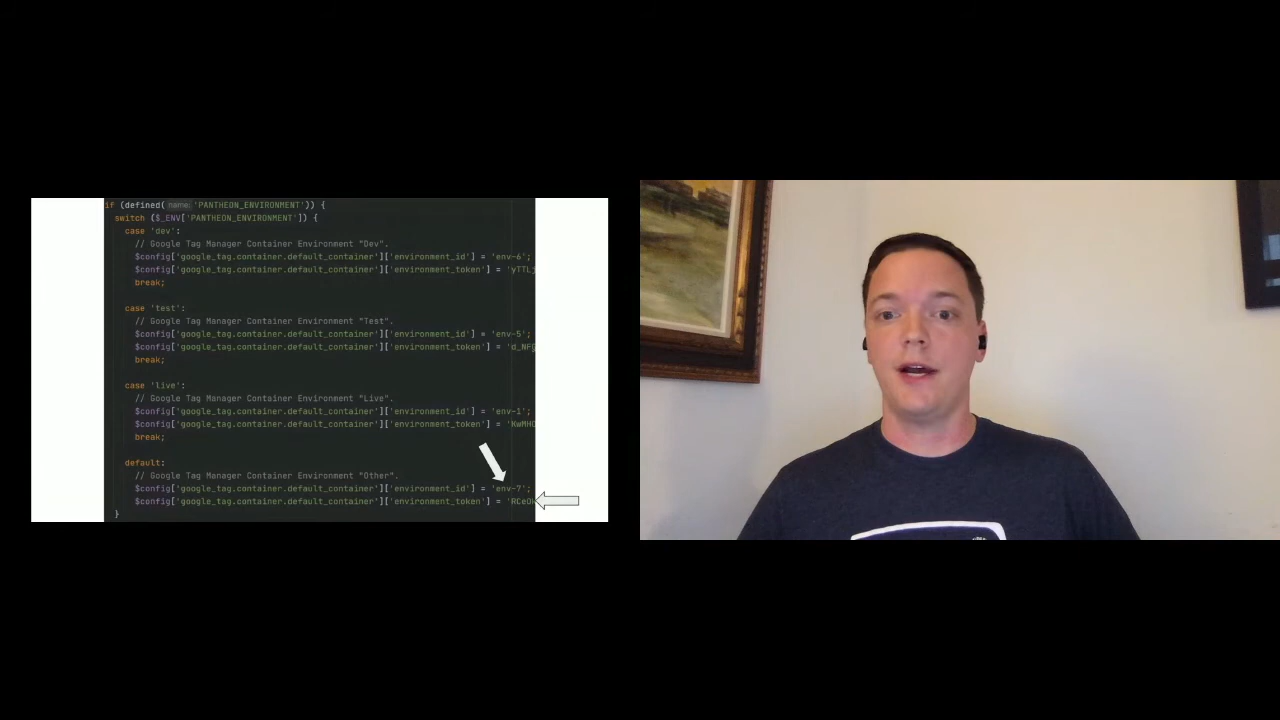 if (defined( name: 'PANTHEON_ENVIRONMENT')) {
switch ($_ENV['PANTHEON_ENVIRONMENT']) {
case 'dev':
// Google Tag Manager Container Environment "Dev".
$config['google_tag.container.default_container']['environment_id'] = 'env-6';
$config['google_tag.container.default_container']['environment_token'] = 'yTTL
break;
case 'test':
// Google Tag Manager Container Environment "Test".
$config['google_tag.container.default_container']['environment_id'] = 'env-5';
$config['google_tag.container.default_container']['environment_token'] = 'd_NF
break;
case 'live':
// Google Tag Manager Container Environment "Live".
$config['google_tag.container.default_container']['environment_id'] = 'env-1';
$config['google_tag.container.default_container']['environment_token'] = 'KwMH
break;
default:
// Google Tag Manager Container Environment "Other".
$config['google_tag.container.default_container']['environment_id'] = 'env-7';
$config['google_tag.container.default_container']['environment_token'] = 'RCeO
}